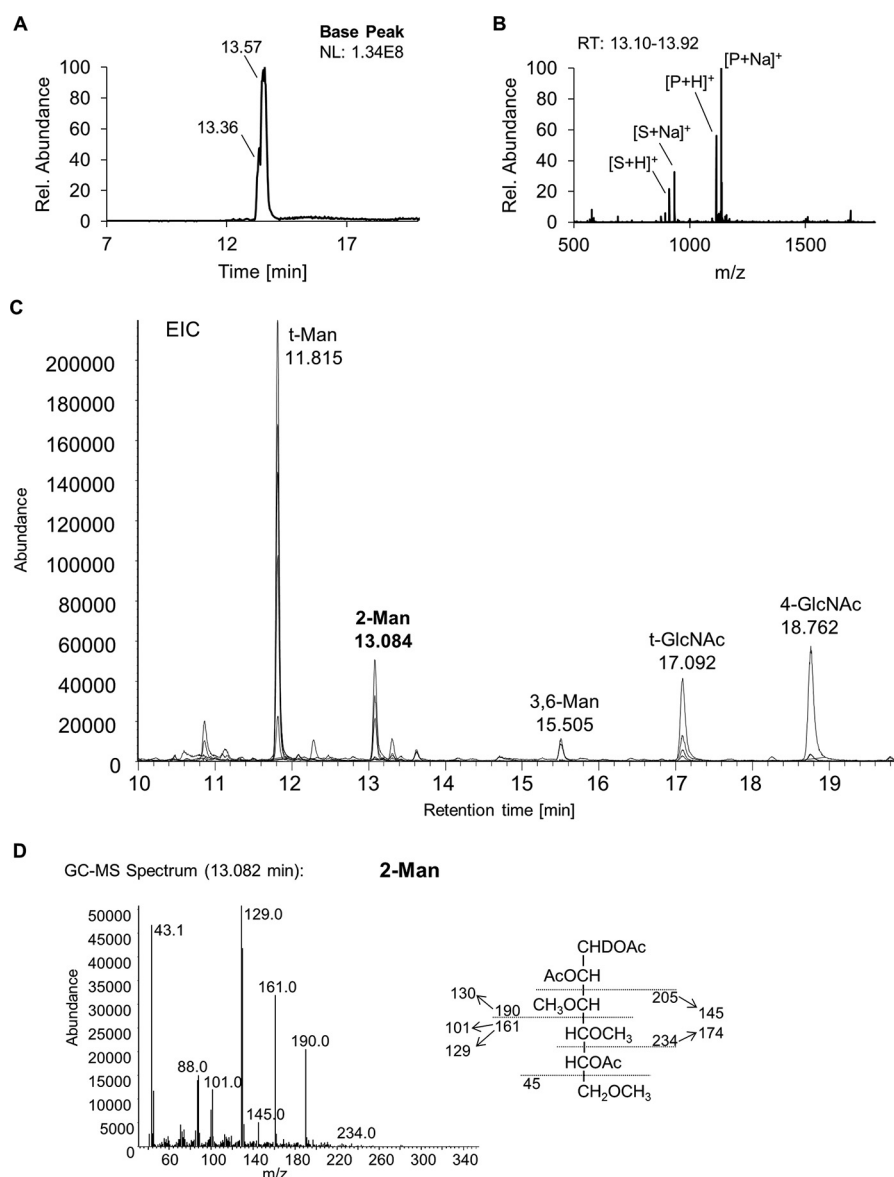 A
Base Peak
NL: 1.34E8
13.57
13.36
Rel. Abundance
100
80
60
40
20
0
7
12
17
Time [min]
B
RT: 13.10-13.92
[P+Na]⁺
[P+H]⁺
[S+Na]⁺
[S+H]⁺
Rel. Abundance
100
80
60
40
20
0
500
1000
1500
m/z
C
EIC
t-Man
11.815
2-Man
13.084
3,6-Man
15.505
t-GlcNAc
17.092
4-GlcNAc
18.762
Abundance
200000
180000
160000
140000
120000
100000
80000
60000
40000
20000
0
10 11 12 13 14 15 16 17 18 19
Retention time [min]
D
GC-MS Spectrum (13.082 min):
2-Man
Abundance
50000
45000
40000
35000
30000
25000
20000
15000
10000
5000
0
43.1
88.0
101.0
129.0
145.0
161.0
190.0
234.0
60 100 140 180 220 260 300 340
m/z
CHDOAc
AcOCH
130 190 CH₃OCH 205 145
101 161 HCOCH₃ 234 174
129
HCOAc
45
CH₂OCH₃